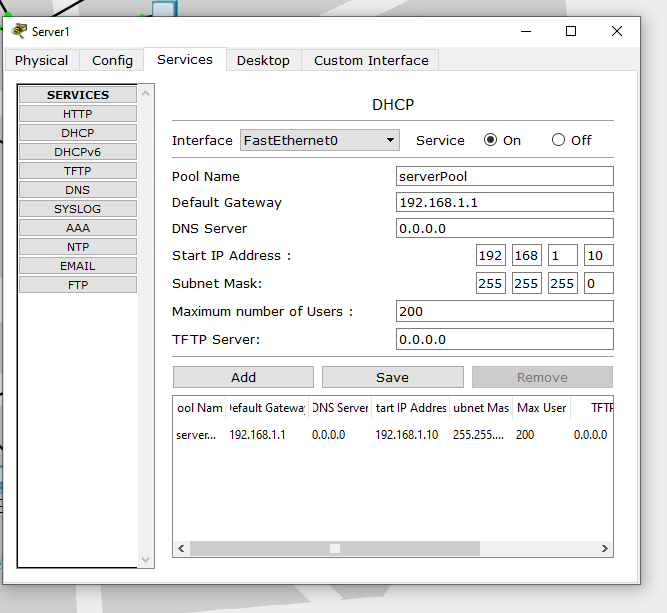 Server1
Physical Config Services Desktop Custom Interface
SERVICES
HTTP
DHCP
DHCPv6
TFTP
DNS
SYSLOG
AAA
NTP
EMAIL
FTP
DHCP
Interface FastEthernet0 Service On Off
Pool Name serverPool
Default Gateway 192.168.1.1
DNS Server 0.0.0.0
Start IP Address : 192 168 1 10
Subnet Mask: 255 255 255 0
Maximum number of Users : 200
TFTP Server: 0.0.0.0
Add Save Remove
ool Nam efault Gateway DNS Server tart IP Addres ubnet Mas Max User TFTP
server... 192.168.1.1 0.0.0.0 192.168.1.10 255.255.... 200 0.0.0.0